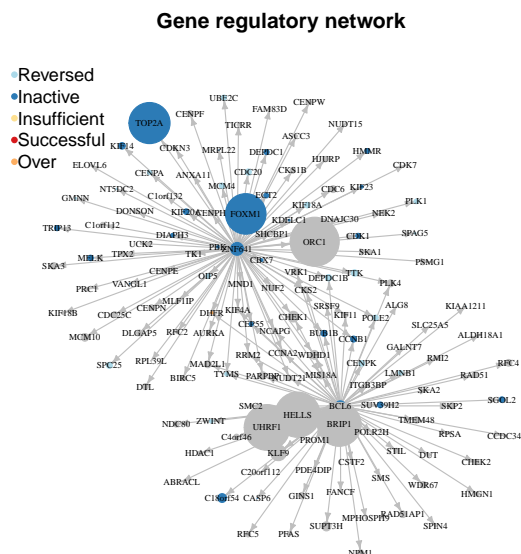 Gene regulatory network
Reversed
Inactive
Insufficient
Successful
Over
UBE2C
CENPW
FAM83D
CENPF
TOP2A
TICRR
NUDT15
ASCC3
KIF14
CDKN3
MRPL22
DEPDC1
HMMR
HJURP
ELOVL6
CENPA
ANXA11
CDC20
CKS1B
CDK7
NT5DC2
MCM4
ECT2
CDC6
KIF23
GMNN
C1orf132
KIF18A
PLK1
DONSON
KIF20A
CENPH
FOXM1
KDELC1
DNAJC30
NEK2
TRIP13
C1orf112
DIAPH3
SHCBP1
ORC1
CDK1
SPAG5
UCK2
PBK
ZNF641
SKA1
MELK
TPX2
TK1
CBX7
PSMG1
SKA3
CENPE
OIP5
VRK1
DEPDC1B
TTK
PRC1
VANGL1
MND1
NUF2
CKS2
PLK4
MLF1IP
SRSF9
ALG8
KIAA1211
KIF18B
CDC25C
CENPN
DHFR
KIF4A
CHEK1
KIF11
POLE2
MCM10
DLGAP5
RFC2
AURKA
CEP55
NCAPG
BUB1B
CCNB1
SLC25A5
ALDH18A1
RPL39L
RRM2
CCNA2
WDHD1
GALNT7
SPC25
MAD2L1
CENPK
RMI2
RFC4
DTL
BIRC5
TYMS
PARPBP
NUDT21
MIS18A
ITGB3BP
LMNB1
RAD51
SKA2
SMC2
BCL6
SUV39H2
SKP2
SGOL2
NDC80
ZWINT
HELLS
UHRF1
BRIP1
TMEM48
C4orf46
PROM1
POLR2H
RPSA
CCDC34
HDAC1
KLF9
STIL
DUT
CSTF2
CHEK2
ABRACL
C20orf112
PDE4DIP
SMS
WDR67
HMGN1
C18orf54
CASP6
GINS1
FANCF
MPHOSPH9
RAD51AP1
SPIN4
RFC5
PFAS
SUPT3H
NPM1